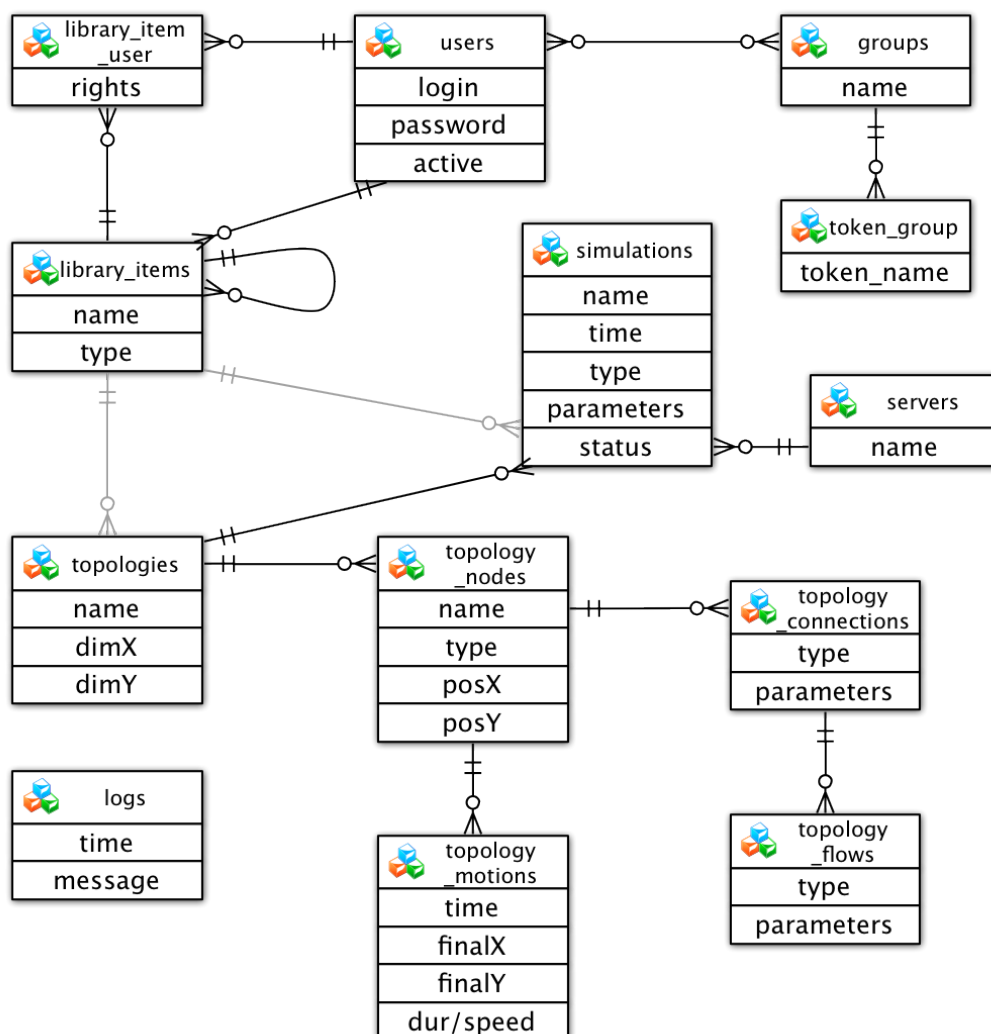 library_item
_user
rights
users
login
password
active
groups
name
token_group
token_name
library_items
name
type
simulations
name
time
type
parameters
status
servers
name
topologies
name
dimX
dimY
topology
_nodes
name
type
posX
posY
topology
_connections
type
parameters
logs
time
message
topology
_motions
time
finalX
finalY
dur/speed
topology
_flows
type
parameters